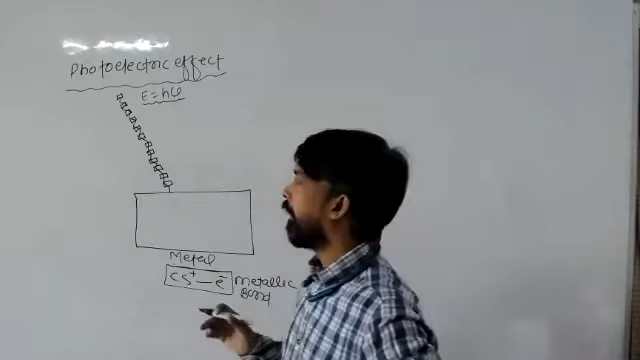 Photoelectric effect
E = hυ
Metal
Cs⁺ — e⁻ Metallic
Bond